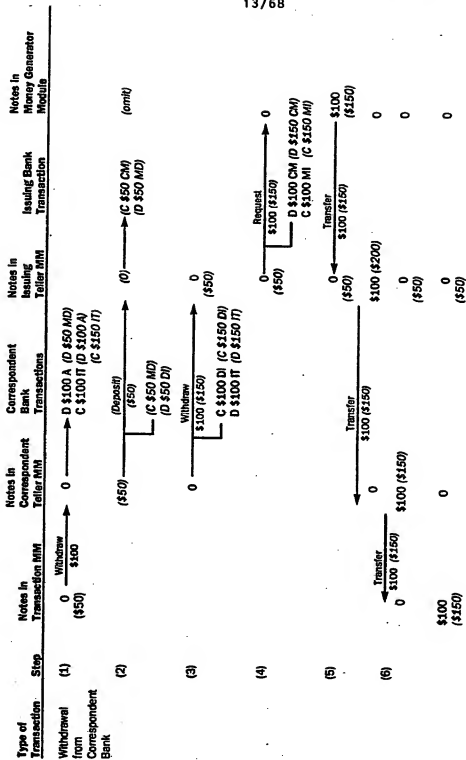 13/68
Type of Transaction
Step
Notes in Transaction MM
Notes in Correspondent Teller MM
Correspondent Bank Transactions
Notes in Issuing Teller MM
Issuing Bank Transaction
Notes in Money Generator Module
Withdrawal from Correspondent Bank
(1)
0
($50)
Withdraw
$100
0
D $100 A (D $50 MD)
C $100 IT (D $100 A)
(C $150 IT)
(2)
($50)
(Deposit)
($50)
(C $50 MD)
(D $50 DI)
(0)
(C $50 CM)
(D $50 MD)
(omit)
(3)
0
Withdraw
$100 ($150)
C $100 DI (C $150 DI)
D $100 IT (D $150 IT)
0
($50)
(4)
0
($50)
Request
$100 ($150)
D $100 CM (D $150 CM)
C $100 MI (C $150 MI)
0
(5)
0
($50)
Transfer
$100 ($150)
$100
($150)
Transfer
$100 ($150)
$100 ($200)
0
(6)
Transfer
$100 ($150)
0
0
$100 ($150)
0
($50)
0
$100
($150)
0
0
($50)
0